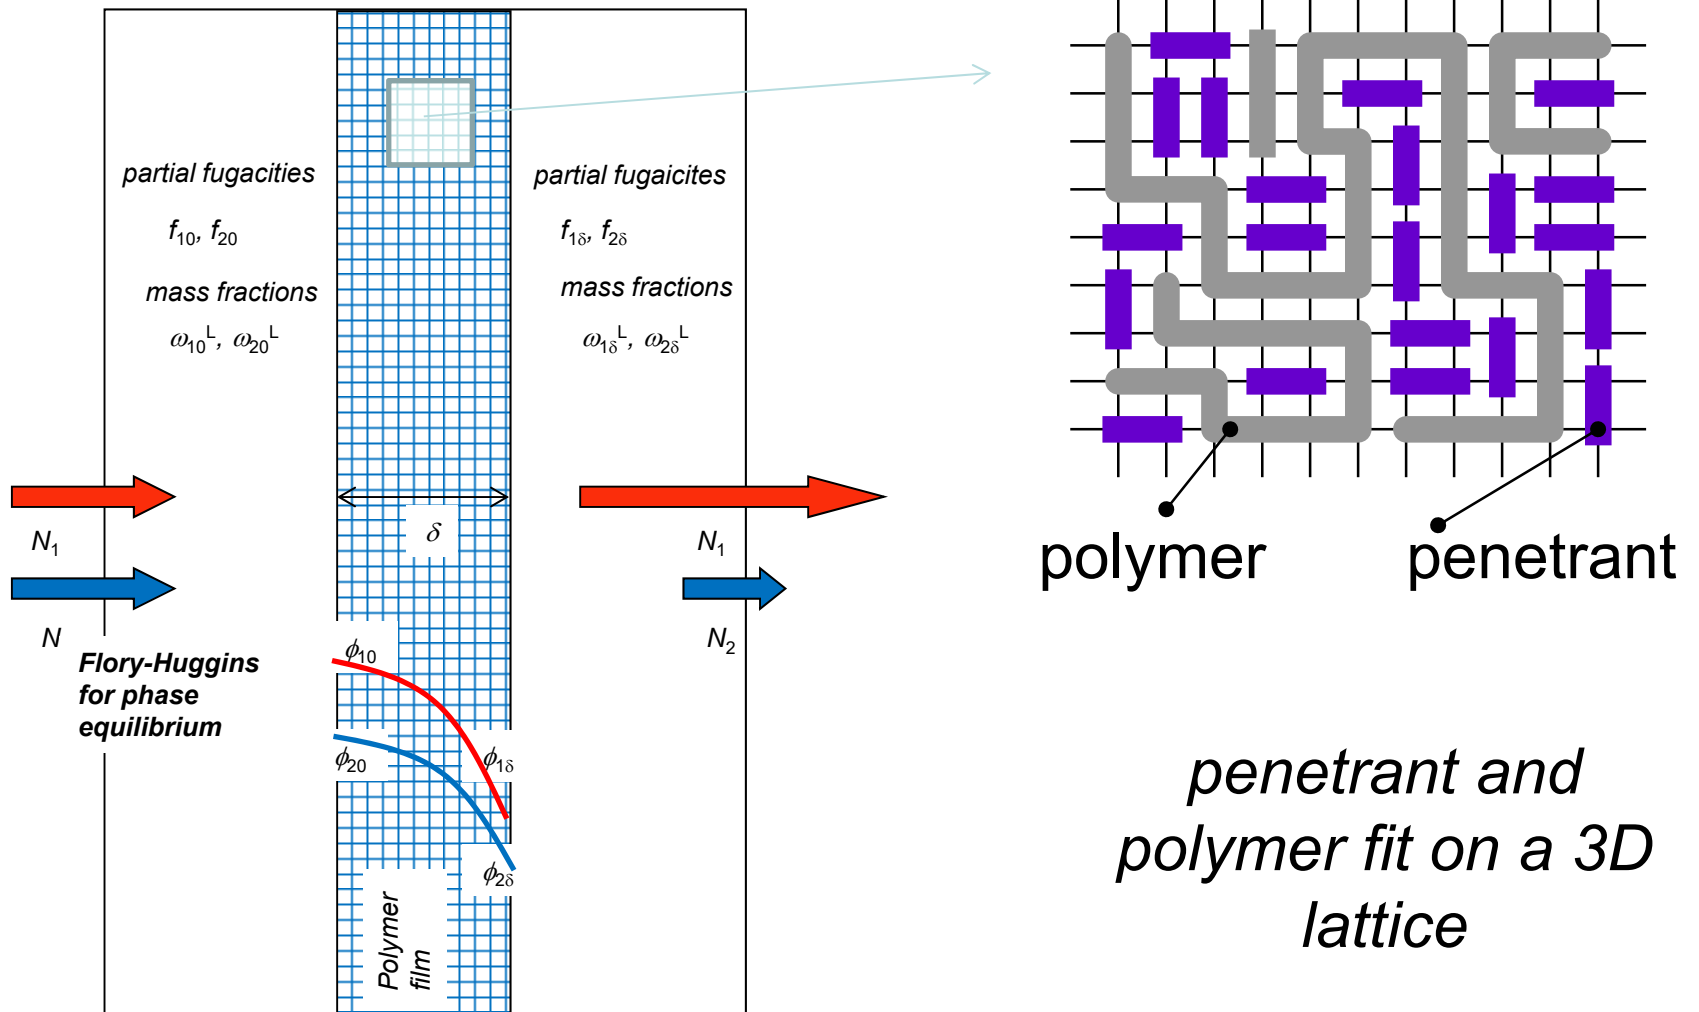 partial fugacities
f₁₀, f₂₀
mass fractions
ω₁₀ᴸ, ω₂₀ᴸ
partial fugaicites
f₁δ, f₂δ
mass fractions
ω₁δᴸ, ω₂δᴸ
N₁
N
δ
N₁
N₂
Flory-Huggins
for phase
equilibrium
ϕ₁₀
ϕ₂₀
ϕ₁δ
ϕ₂δ
Polymer
film
polymer
penetrant
penetrant and
polymer fit on a 3D
lattice